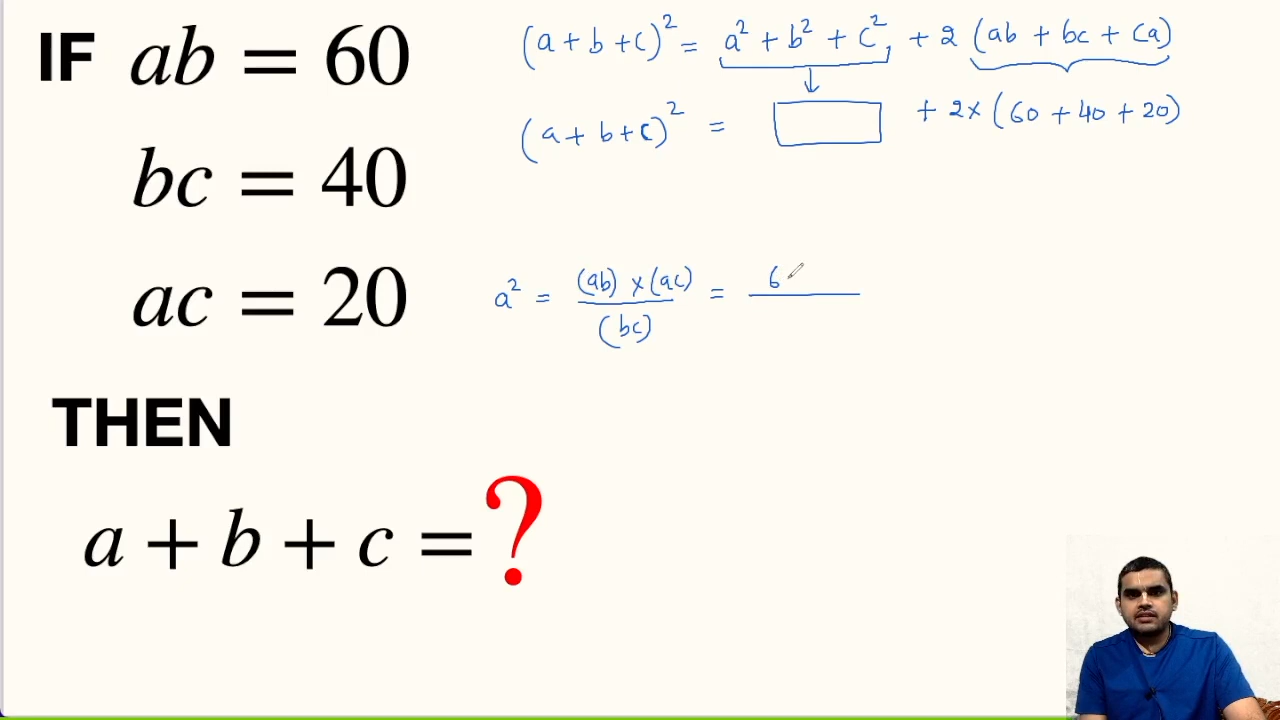 IF ab = 60
bc = 40
ac = 20
THEN
a + b + c = ?
(a + b + c)² = a² + b² + c², + 2 (ab + bc + ca)
(a + b + c)² = + 2 × (60 + 40 + 20)
a² = (ab) × (ac) = 6
(bc)